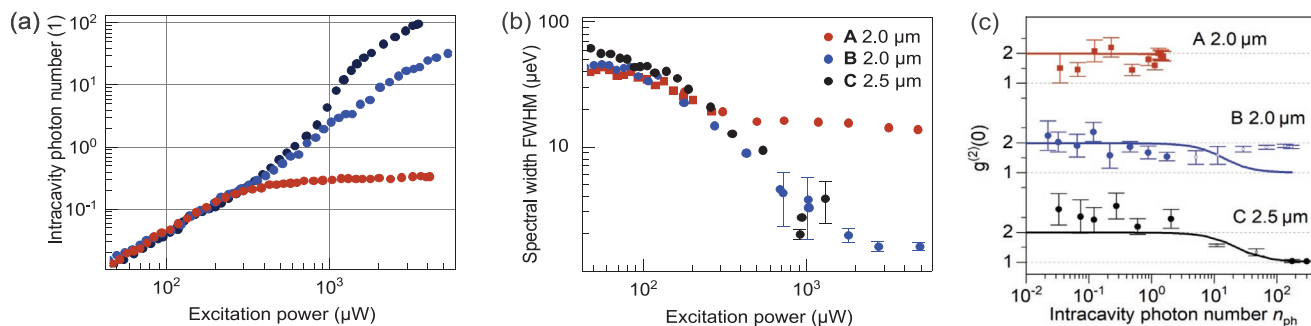 (a)
Intracavity photon number (1)
10²
10¹
10⁰
10⁻¹
10²
10³
Excitation power (µW)
(b)
Spectral width FWHM (µeV)
100
10
A 2.0 µm
B 2.0 µm
C 2.5 µm
10²
10³
Excitation power (µW)
(c)
g⁽²⁾(0)
A 2.0 µm
2
1
B 2.0 µm
2
1
C 2.5 µm
2
1
10⁻²
10⁻¹
10⁰
10¹
10²
Intracavity photon number nph